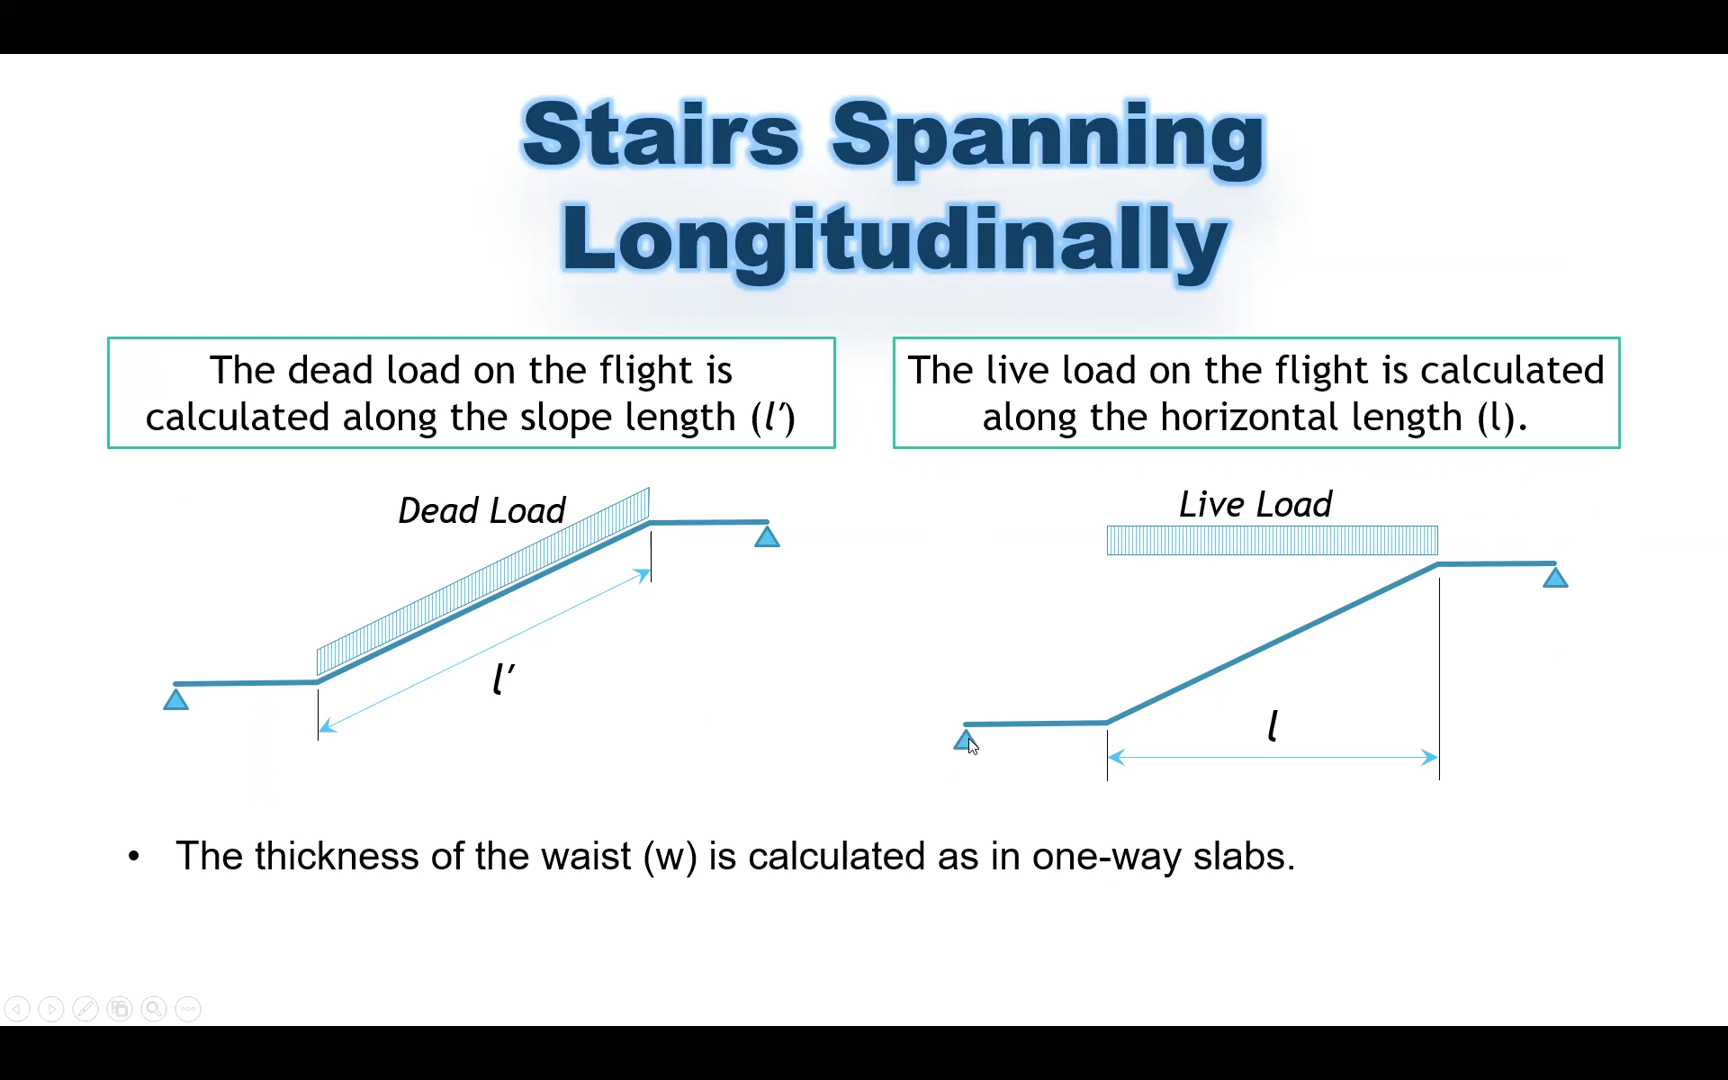 Stairs Spanning
Longitudinally
The dead load on the flight is
calculated along the slope length (l′)
The live load on the flight is calculated
along the horizontal length (l).
Dead Load
l′
Live Load
l
• The thickness of the waist (w) is calculated as in one-way slabs.